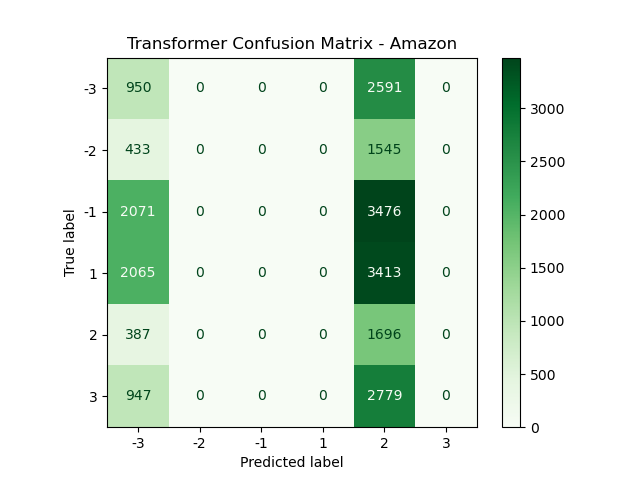 Transformer Confusion Matrix - Amazon
True label
-3 950 0 0 0 2591 0
-2 433 0 0 0 1545 0
-1 2071 0 0 0 3476 0
1 2065 0 0 0 3413 0
2 387 0 0 0 1696 0
3 947 0 0 0 2779 0
-3 -2 -1 1 2 3
Predicted label
3000
2500
2000
1500
1000
500
0